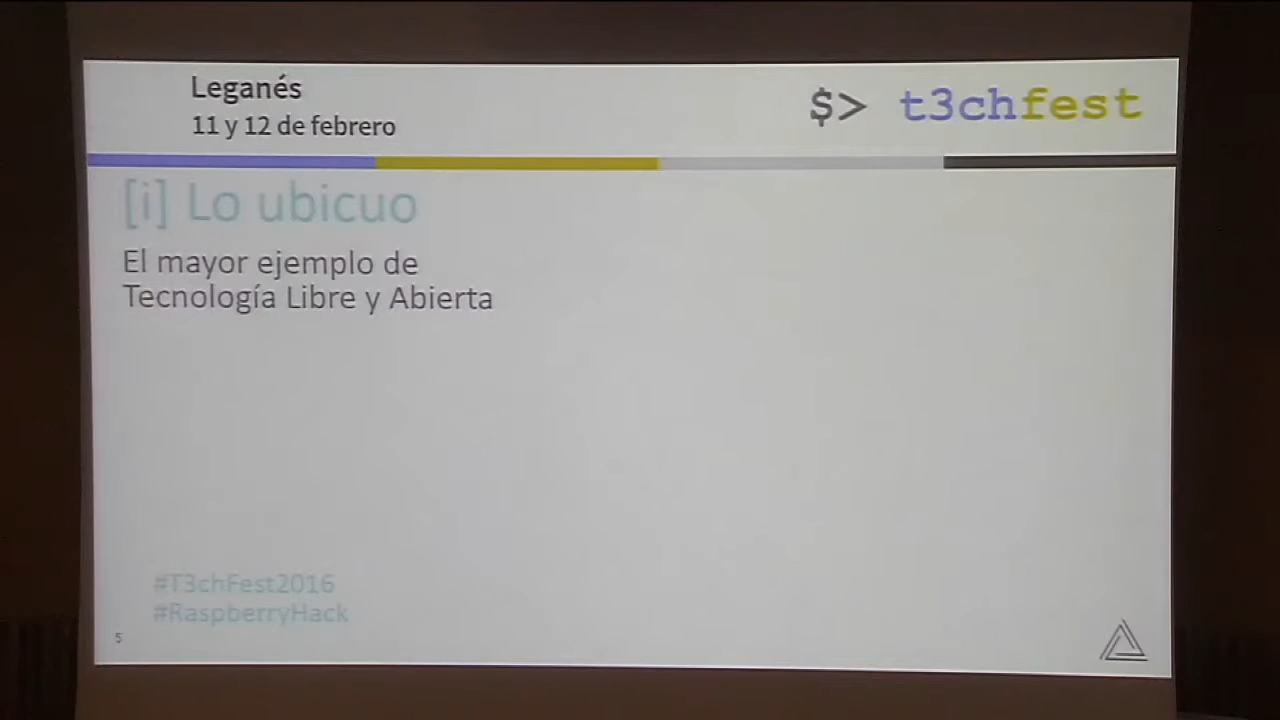 Leganés
11 y 12 de febrero
$> t3chfest
[i] Lo ubicuo
El mayor ejemplo de
Tecnología Libre y Abierta
#T3chFest2016
#RaspberryHack
5